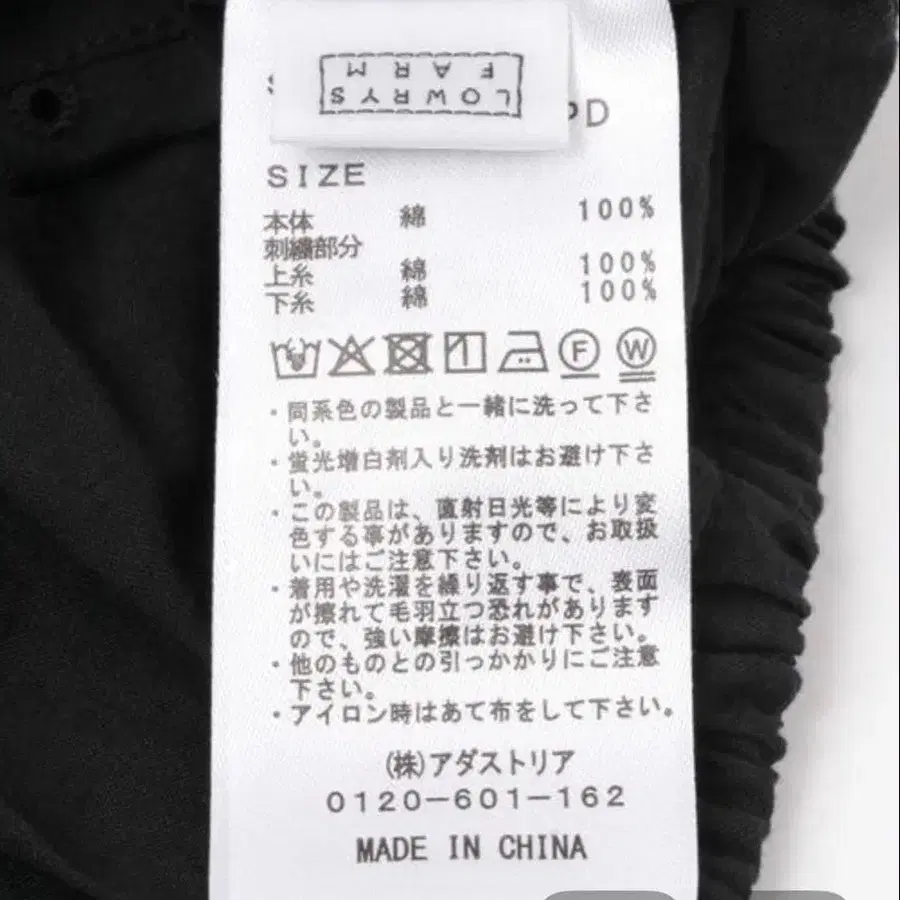 LOWRYS
FARM
PD
SIZE
本体 綿 100%
刺繍部分
上糸 綿 100%
下糸 綿 100%
F W
・同系色の製品と一緒に洗って下さ
い。
・蛍光増白剤入り洗剤はお避け下さ
い。
・この製品は、直射日光等により変
色する事がありますので、お取扱
いにはご注意下さい。
・着用や洗濯を繰り返す事で、表面
が擦れて毛羽立つ恐れがあります
ので、強い摩擦はお避け下さい。
・他のものとの引っかかりにご注意
下さい。
・アイロン時はあて布をして下さい。
(株)アダストリア
0120-601-162
MADE IN CHINA